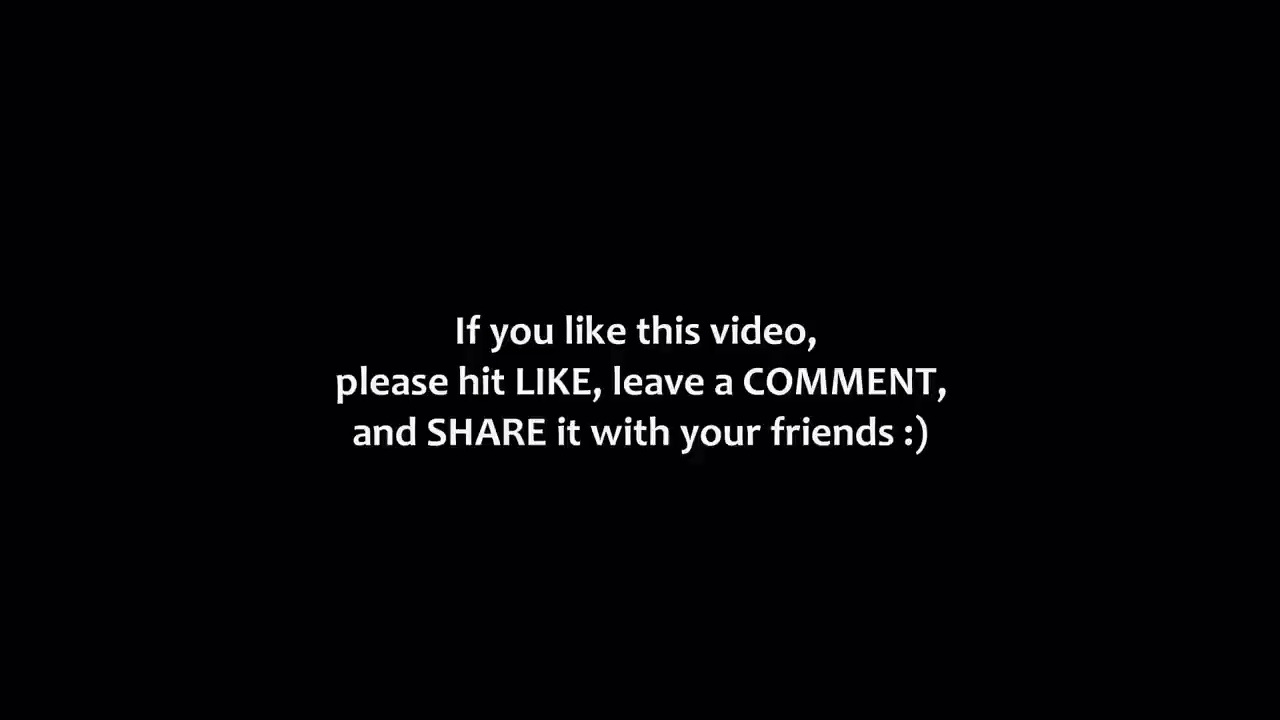 If you like this video,
please hit LIKE, leave a COMMENT,
and SHARE it with your friends :)